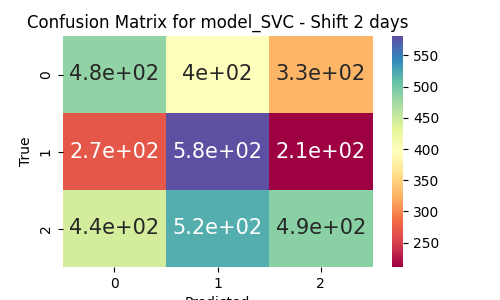 Confusion Matrix for model_SVC - Shift 2 days
0 4.8e+02 4e+02 3.3e+02
1 2.7e+02 5.8e+02 2.1e+02
2 4.4e+02 5.2e+02 4.9e+02
0 1 2
True
Predicted
550
500
450
400
350
300
250